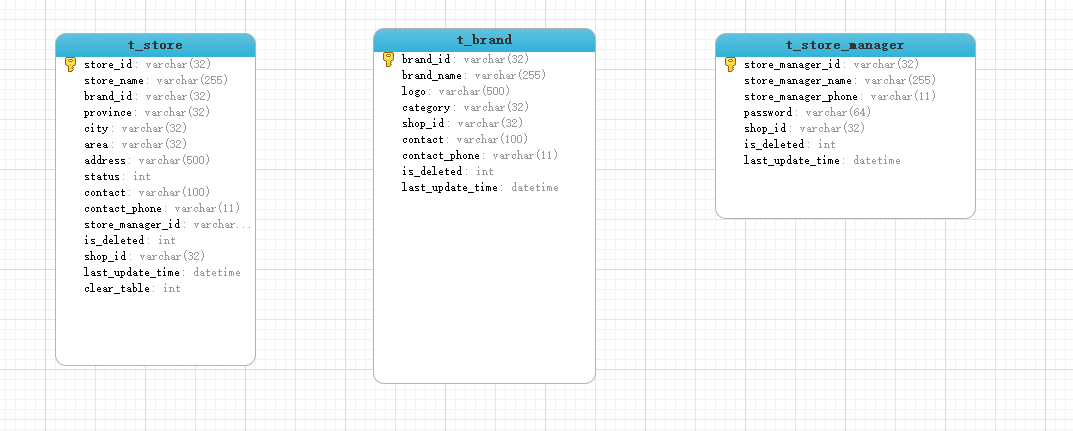 t_store
store_id: varchar(32)
store_name: varchar(255)
brand_id: varchar(32)
province: varchar(32)
city: varchar(32)
area: varchar(32)
address: varchar(500)
status: int
contact: varchar(100)
contact_phone: varchar(11)
store_manager_id: varchar...
is_deleted: int
shop_id: varchar(32)
last_update_time: datetime
clear_table: int
t_brand
brand_id: varchar(32)
brand_name: varchar(255)
logo: varchar(500)
category: varchar(32)
shop_id: varchar(32)
contact: varchar(100)
contact_phone: varchar(11)
is_deleted: int
last_update_time: datetime
t_store_manager
store_manager_id: varchar(32)
store_manager_name: varchar(255)
store_manager_phone: varchar(11)
password: varchar(64)
shop_id: varchar(32)
is_deleted: int
last_update_time: datetime